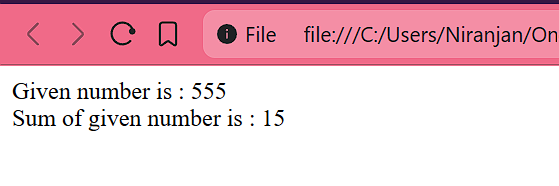 File file:///C:/Users/Niranjan/On
Given number is : 555
Sum of given number is : 15